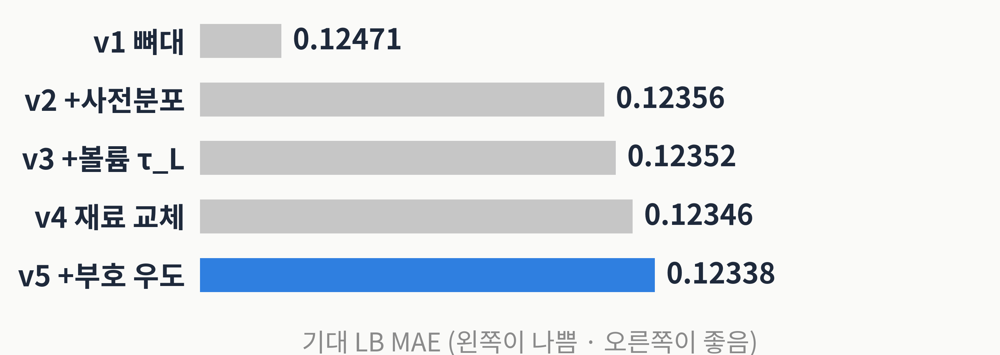 v1 뼈대 0.12471
v2 +사전분포 0.12356
v3 +볼륨 τ_L 0.12352
v4 재료 교체 0.12346
v5 +부호 우도 0.12338
기대 LB MAE (왼쪽이 나쁨 · 오른쪽이 좋음)